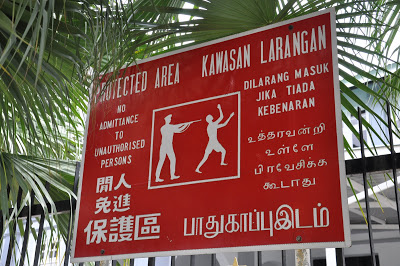 PROTECTED AREA
KAWASAN LARANGAN
NO
ADMITTANCE
TO
UNAUTHORISED
PERSONS
DILARANG MASUK
JIKA TIADA
KEBENARAN
閒人
免進
保護區
உத்தரவன்றி
உள்ளே
பிரவேசிக்க
கூடாது
பாதுகாப்புஇடம்